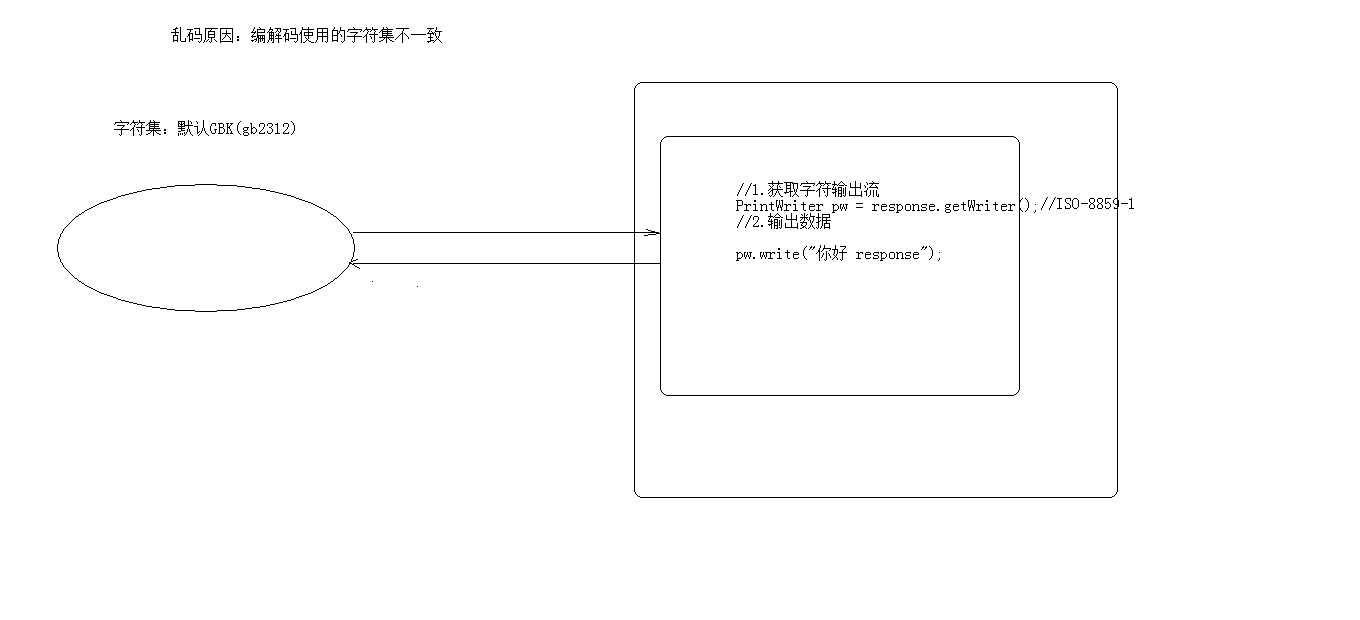 乱码原因：编解码使用的字符集不一致
字符集：默认GBK(gb2312)
//1.获取字符输出流
PrintWriter pw = response.getWriter();//ISO-8859-1
//2.输出数据
pw.write("你好 response");